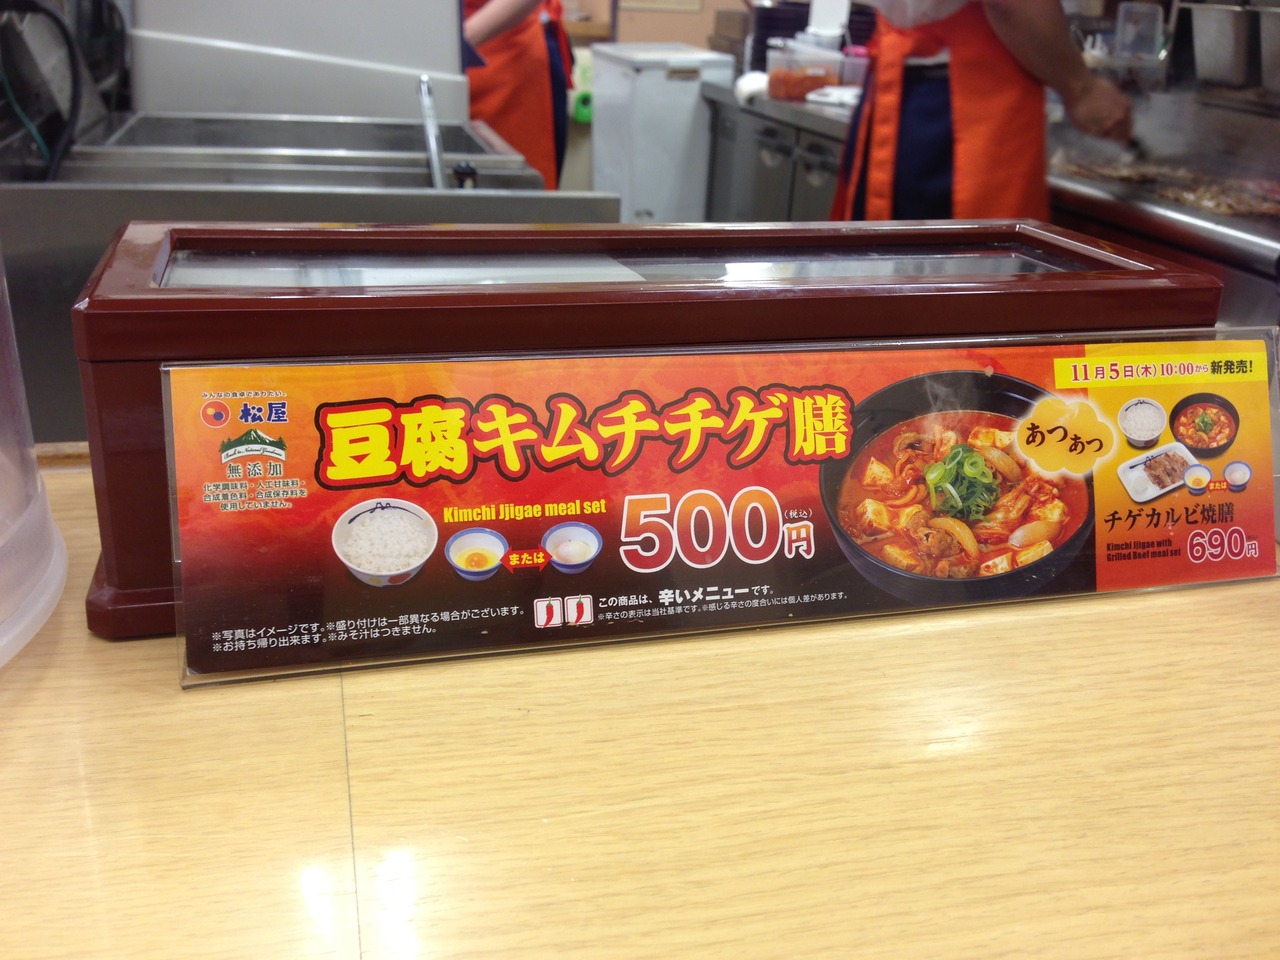 みんなの食卓でありたい。
松屋
Back to Natural Goodness
無添加
化学調味料・人工甘味料・
合成着色料・合成保存料を
使用していません。
豆腐キムチチゲ膳
Kimchi Jjigae meal set
または
500円
(税込)
あつあつ
※写真はイメージです。※盛り付けは一部異なる場合がございます。
※お持ち帰り出来ます。※みそ汁はつきません。
この商品は、辛いメニューです。
※辛さの表示は当社基準です。※感じる辛さの度合いには個人差があります。
11月5日(木)10:00から新発売!
または
チゲカルビ焼膳
Kimchi Jjigae with
Grilled Beef meal set
690円